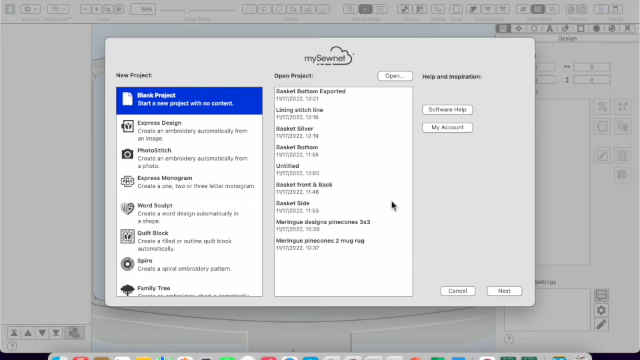 Design
mySewnet
New Project:
Open Project:
Open...
Help and Inspiration:
Blank Project
Start a new project with no content.
Express Design
Create an embroidery automatically from
an image.
PhotoStitch
Create an embroidery automatically from
a photo.
Express Monogram
Create a one, two or three letter monogram.
Word Sculpt
Create a word design automatically in
a shape.
Quilt Block
Create a filled or outline quilt block
automatically.
Spiro
Create a spiral embroidery pattern.
Family Tree
Basket Bottom Exported
11/17/2022, 12:21
Lining stitch line
11/17/2022, 12:16
Basket Silver
11/17/2022, 12:19
Basket Bottom
11/17/2022, 11:56
Untitled
11/17/2022, 12:05
Basket front & Back
11/17/2022, 11:48
Basket Side
11/17/2022, 11:53
Meringue designs pinecones 3x3
11/17/2022, 10:39
Meringue pinecones 2 mug rug
11/17/2022, 10:37
Software Help
My Account
Cancel
Next
Settings